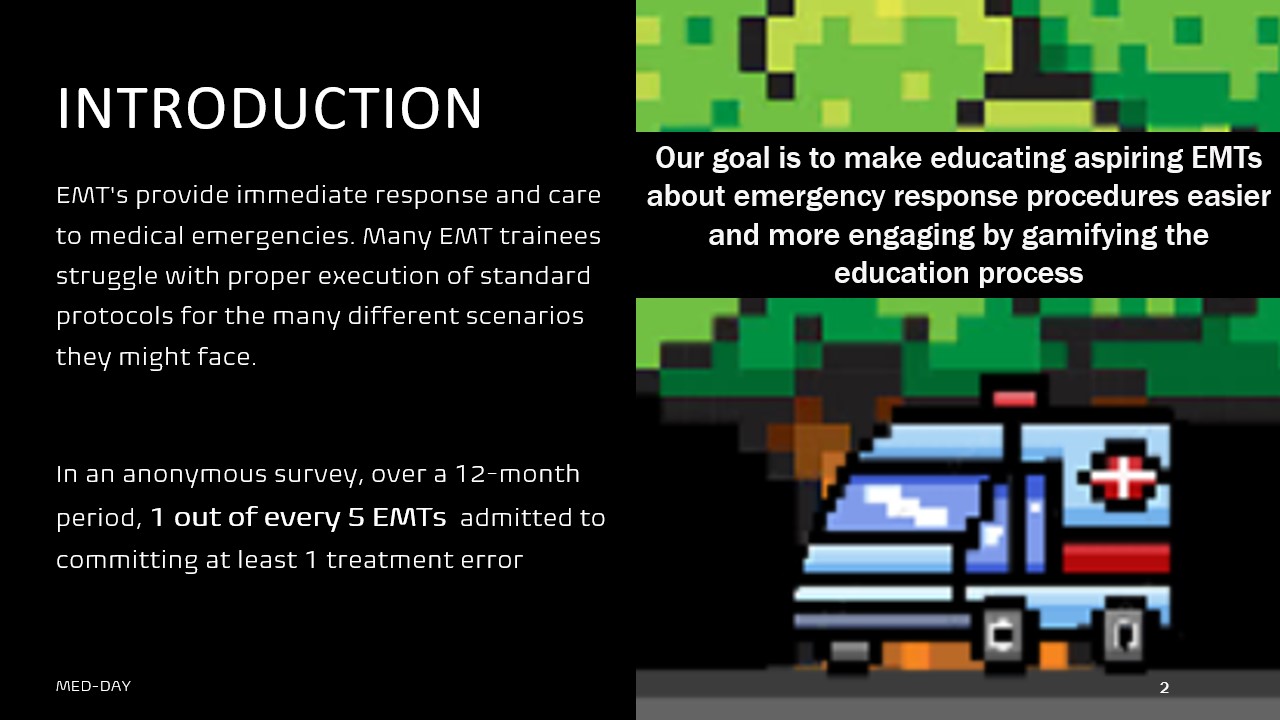 INTRODUCTION
EMT's provide immediate response and care
to medical emergencies. Many EMT trainees
struggle with proper execution of standard
protocols for the many different scenarios
they might face.
In an anonymous survey, over a 12-month
period, 1 out of every 5 EMTs admitted to
committing at least 1 treatment error
MED-DAY
Our goal is to make educating aspiring EMTs
about emergency response procedures easier
and more engaging by gamifying the
education process
2